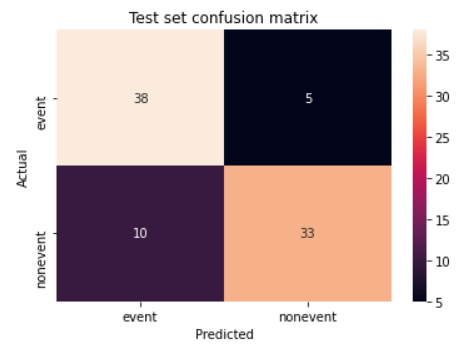 Test set confusion matrix
Actual
event
38
5
nonevent
10
33
event
nonevent
Predicted
35
30
25
20
15
10
5